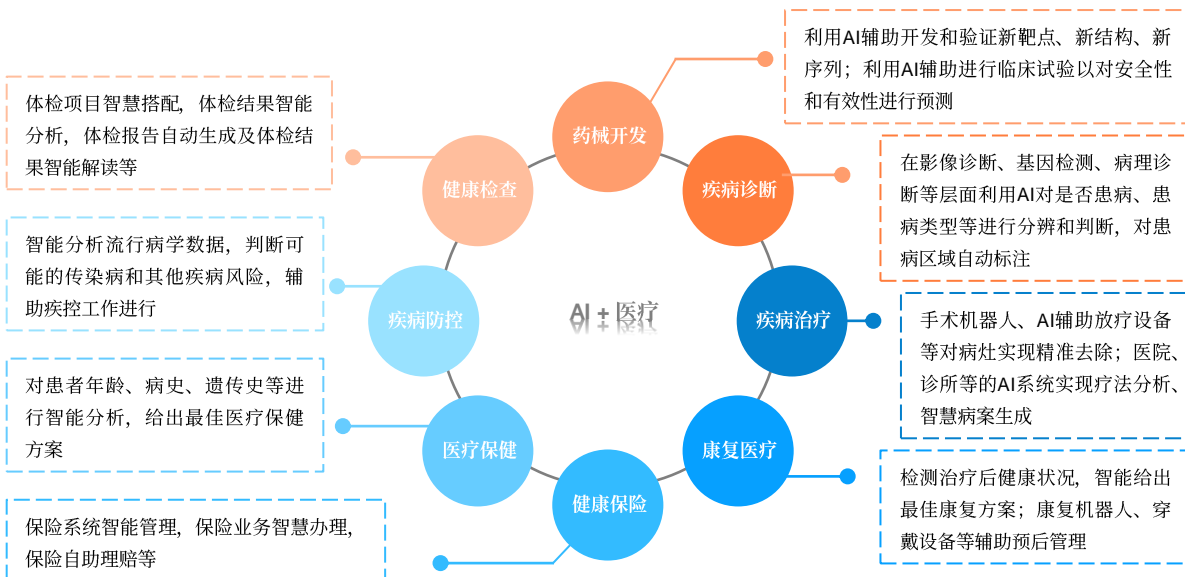 利用AI辅助开发和验证新靶点、新结构、新
序列；利用AI辅助进行临床试验以对安全性
和有效性进行预测
药械开发
体检项目智慧搭配，体检结果智能
分析，体检报告自动生成及体检结
果智能解读等
健康检查
疾病诊断
在影像诊断、基因检测、病理诊
断等层面利用AI对是否患病、患
病类型等进行分辨和判断，对患
病区域自动标注
智能分析流行病学数据，判断可
能的传染病和其他疾病风险，辅
助疾控工作进行
疾病防控
AI + 医疗
疾病治疗
手术机器人、AI辅助放疗设备
等对病灶实现精准去除；医院、
诊所等的AI系统实现疗法分析、
智慧病案生成
对患者年龄、病史、遗传史等进
行智能分析，给出最佳医疗保健
方案
医疗保健
康复医疗
检测治疗后健康状况，智能给出
最佳康复方案；康复机器人、穿
戴设备等辅助预后管理
健康保险
保险系统智能管理，保险业务智慧办理，
保险自助理赔等